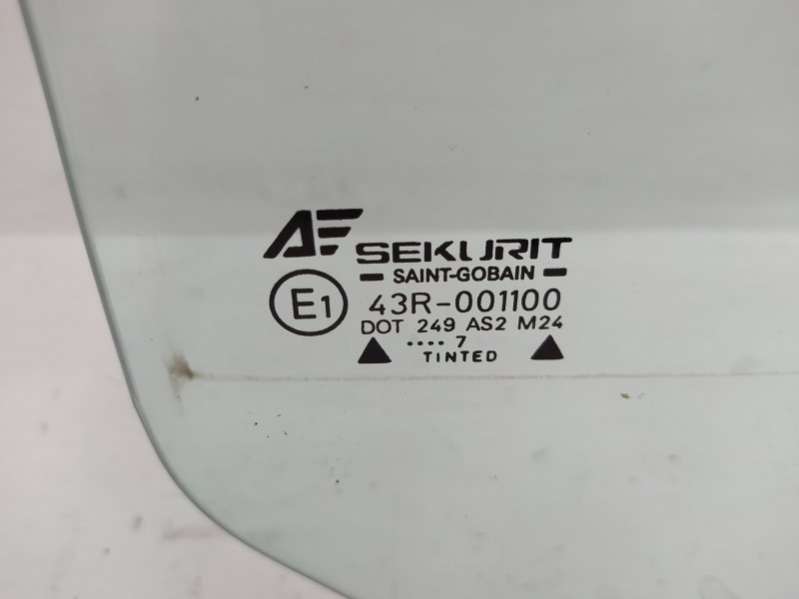 AF SEKURIT
SAINT-GOBAIN
E1 43R-001100
DOT 249 AS2 M24
.... 7
TINTED